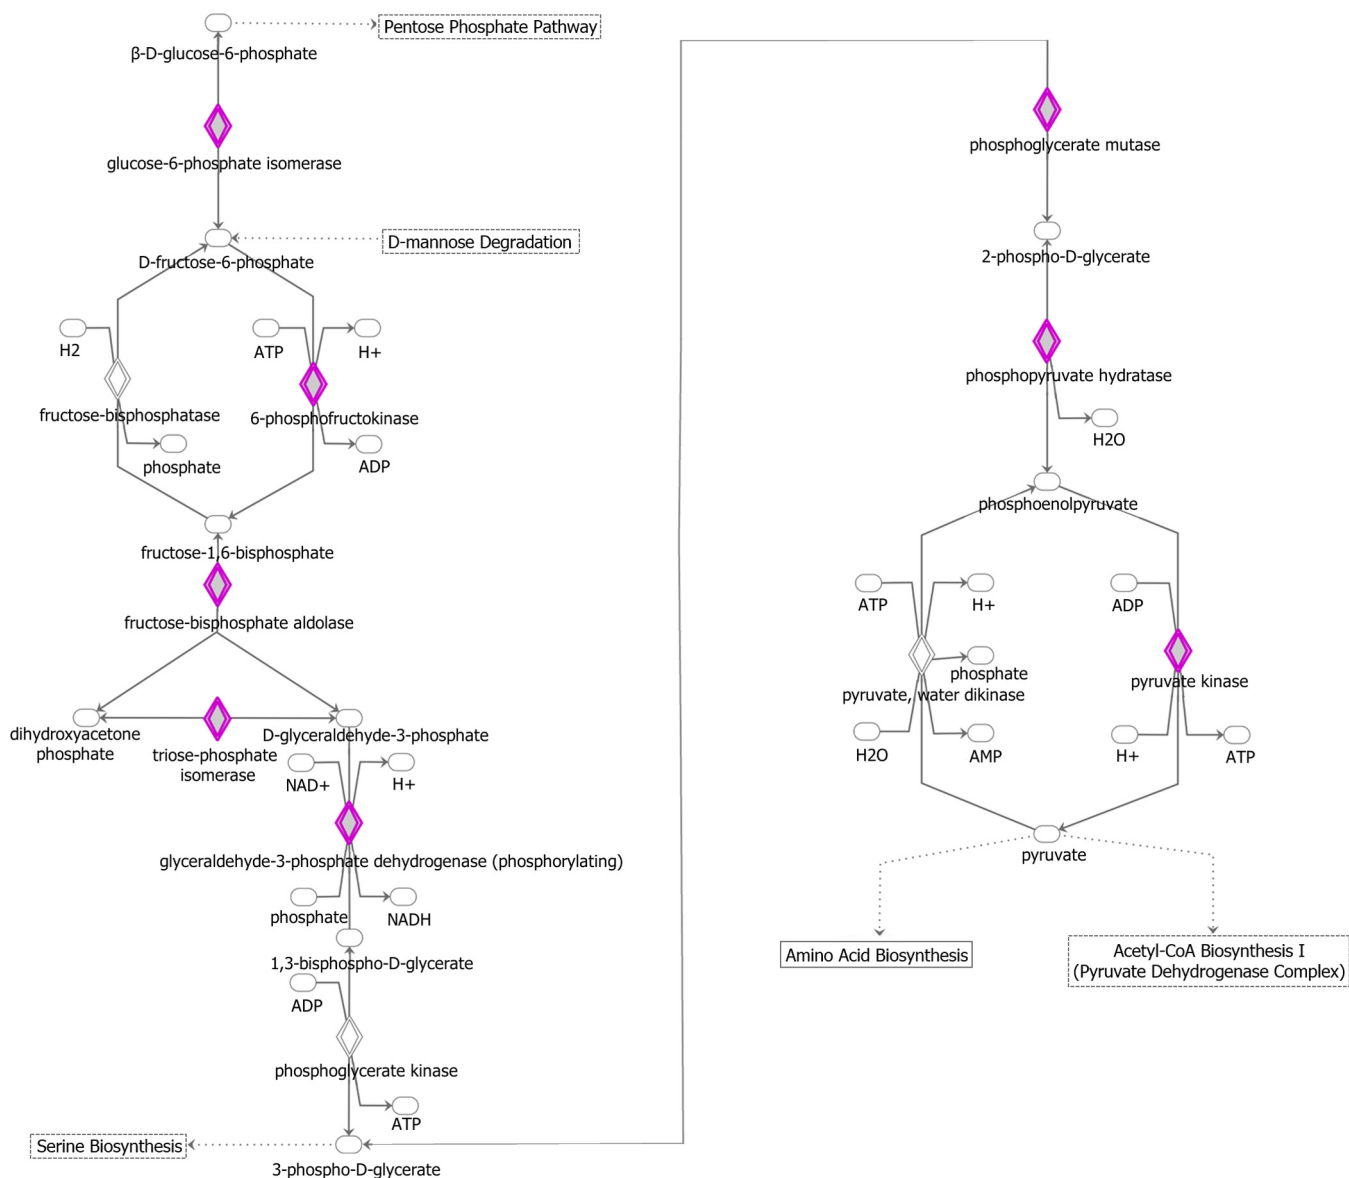 Pentose Phosphate Pathway
β-D-glucose-6-phosphate
glucose-6-phosphate isomerase
D-mannose Degradation
D-fructose-6-phosphate
H2
ATP
H+
fructose-bisphosphatase
6-phosphofructokinase
phosphate
ADP
fructose-1,6-bisphosphate
fructose-bisphosphate aldolase
dihydroxyacetone
phosphate
triose-phosphate
isomerase
D-glyceraldehyde-3-phosphate
NAD+
H+
glyceraldehyde-3-phosphate dehydrogenase (phosphorylating)
phosphate
NADH
1,3-bisphospho-D-glycerate
ADP
phosphoglycerate kinase
ATP
Serine Biosynthesis
3-phospho-D-glycerate
phosphoglycerate mutase
2-phospho-D-glycerate
phosphopyruvate hydratase
H2O
phosphoenolpyruvate
ATP
H+
ADP
phosphate
pyruvate, water dikinase
pyruvate kinase
H2O
AMP
H+
ATP
pyruvate
Amino Acid Biosynthesis
Acetyl-CoA Biosynthesis I
(Pyruvate Dehydrogenase Complex)